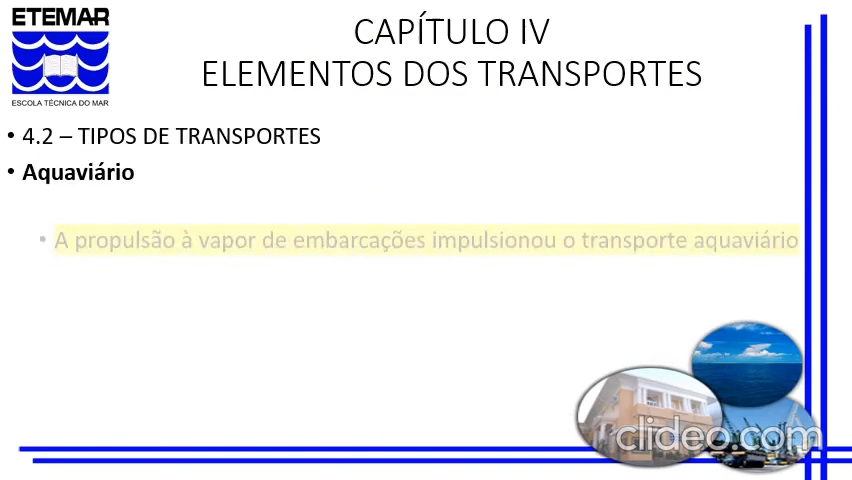 ETEMAR
ESCOLA TÉCNICA DO MAR
CAPÍTULO IV
ELEMENTOS DOS TRANSPORTES
• 4.2 – TIPOS DE TRANSPORTES
• Aquaviário
• A propulsão à vapor de embarcações impulsionou o transporte aquaviário
clideo.com